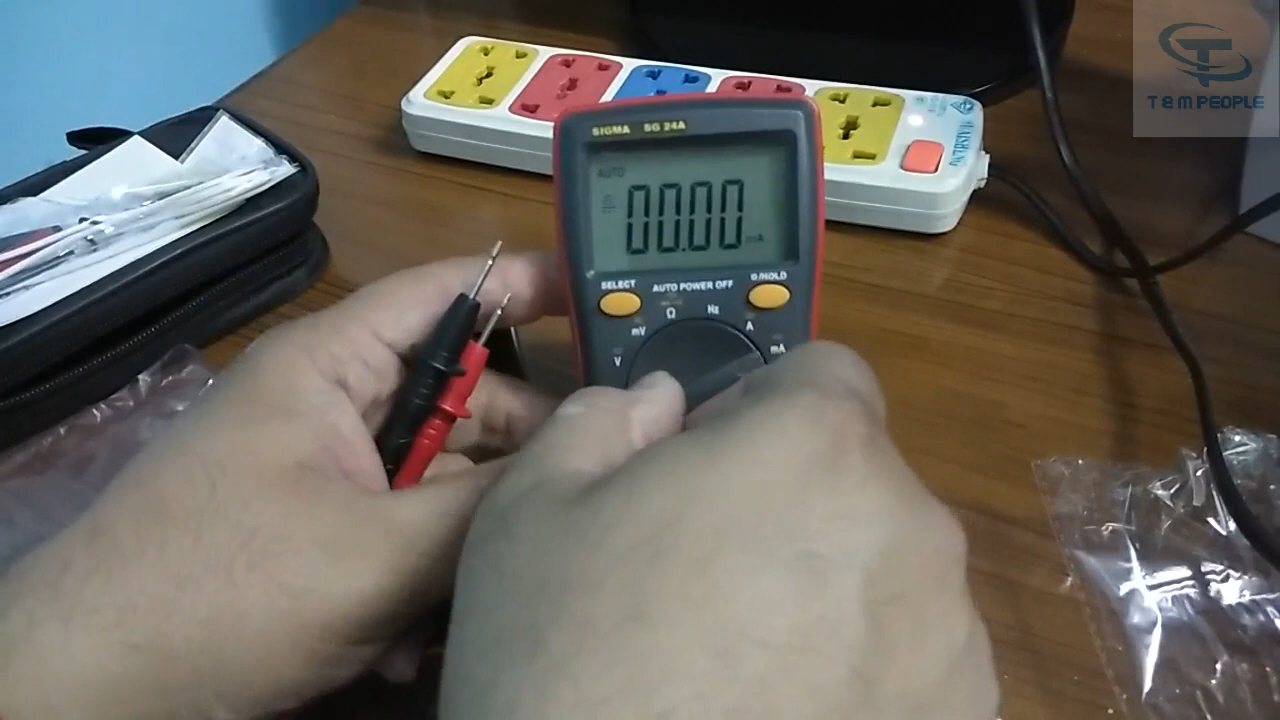 T&M PEOPLE
SIGMA SG 24A
AUTO
00.00 mA
SELECT
AUTO POWER OFF
HOLD
mV
Ω
Hz
A
V
mA